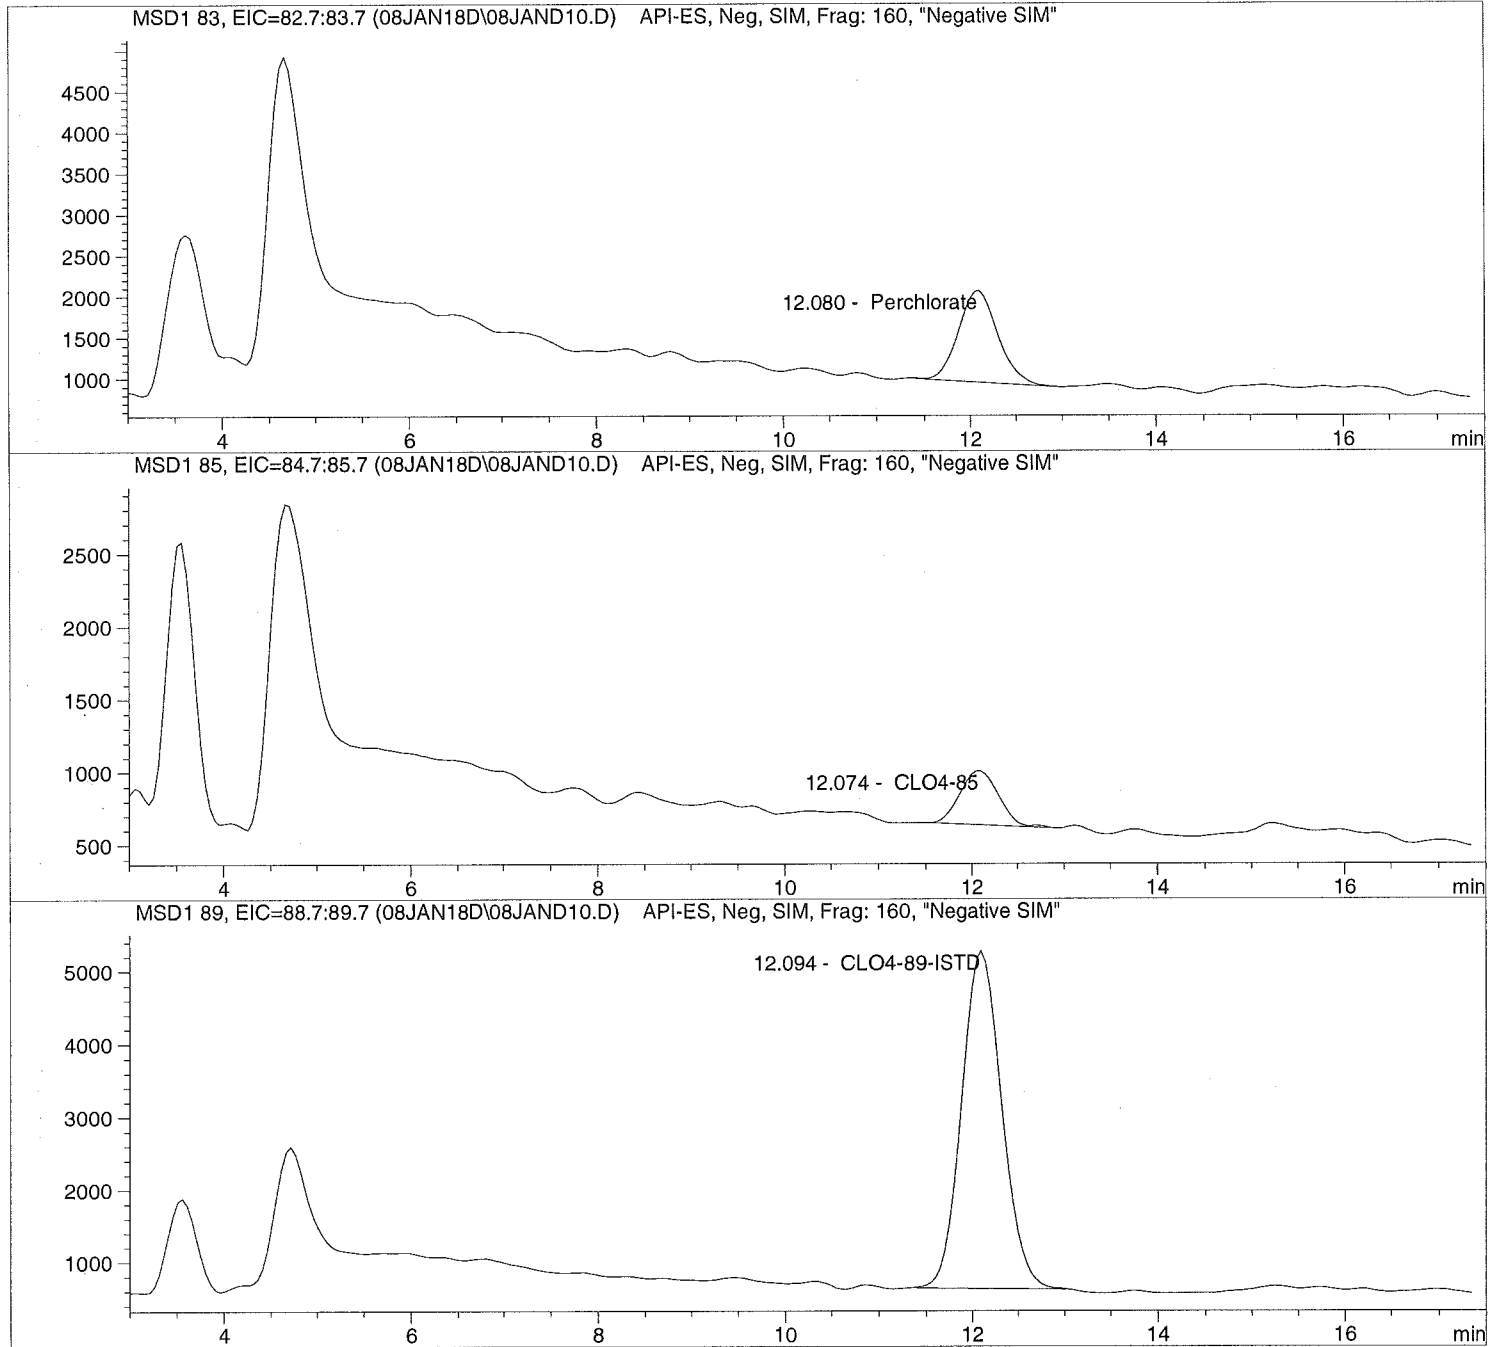 MSD1 83, EIC=82.7:83.7 (08JAN18D\08JAND10.D) API-ES, Neg, SIM, Frag: 160, "Negative SIM"
4500
4000
3500
3000
2500
2000
1500
1000
12.080 - Perchlorate
4 6 8 10 12 14 16 min
MSD1 85, EIC=84.7:85.7 (08JAN18D\08JAND10.D) API-ES, Neg, SIM, Frag: 160, "Negative SIM"
2500
2000
1500
1000
500
12.074 - CLO4-85
4 6 8 10 12 14 16 min
MSD1 89, EIC=88.7:89.7 (08JAN18D\08JAND10.D) API-ES, Neg, SIM, Frag: 160, "Negative SIM"
12.094 - CLO4-89-ISTD
5000
4000
3000
2000
1000
4 6 8 10 12 14 16 min